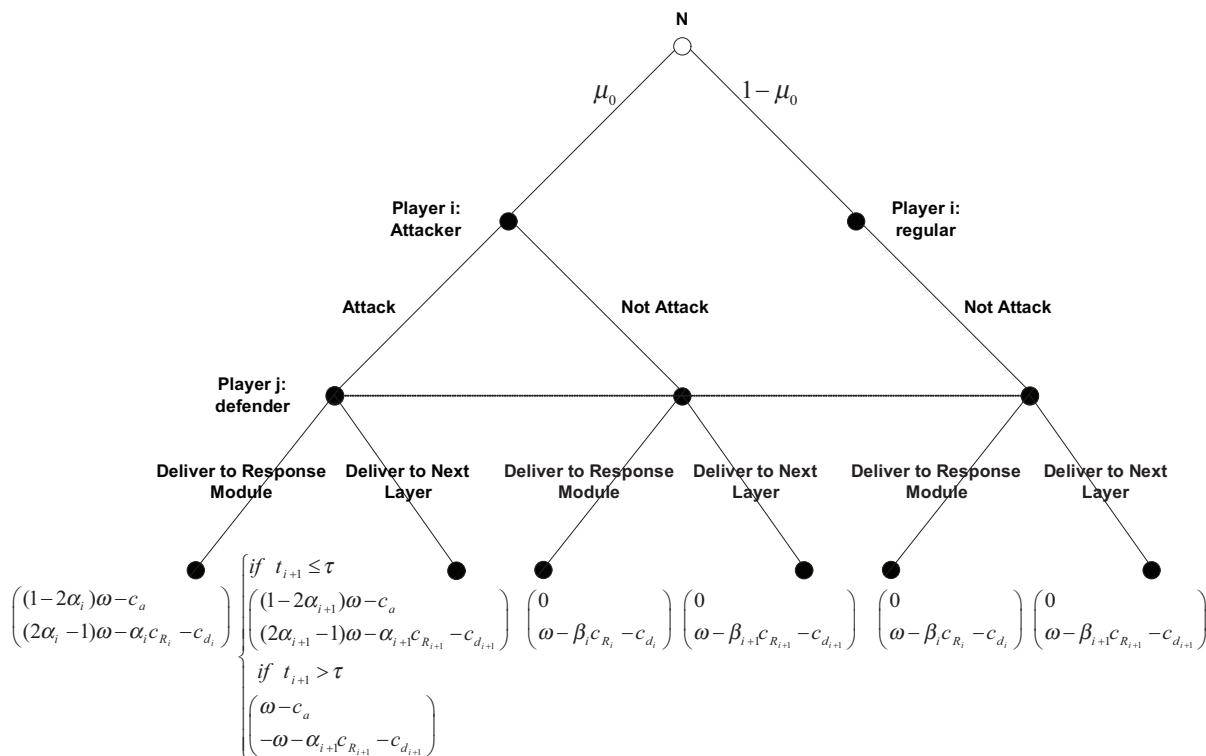 N
μ₀
1−μ₀
Player i:
Attacker
Player i:
regular
Attack
Not Attack
Not Attack
Player j:
defender
Deliver to Response
Module
Deliver to Next
Layer
Deliver to Response
Module
Deliver to Next
Layer
Deliver to Response
Module
Deliver to Next
Layer
(1−2α_i)ω−c_a
(2α_i−1)ω−α_i c_{R_i}−c_{d_i}
if t_{i+1} ≤ τ
(1−2α_{i+1})ω−c_a
(2α_{i+1}−1)ω−α_{i+1}c_{R_{i+1}}−c_{d_{i+1}}
if t_{i+1} > τ
ω−c_a
−ω−α_{i+1}c_{R_{i+1}}−c_{d_{i+1}}
0
ω−β_i c_{R_i}−c_{d_i}
0
ω−β_{i+1}c_{R_{i+1}}−c_{d_{i+1}}
0
ω−β_i c_{R_i}−c_{d_i}
0
ω−β_{i+1}c_{R_{i+1}}−c_{d_{i+1}}